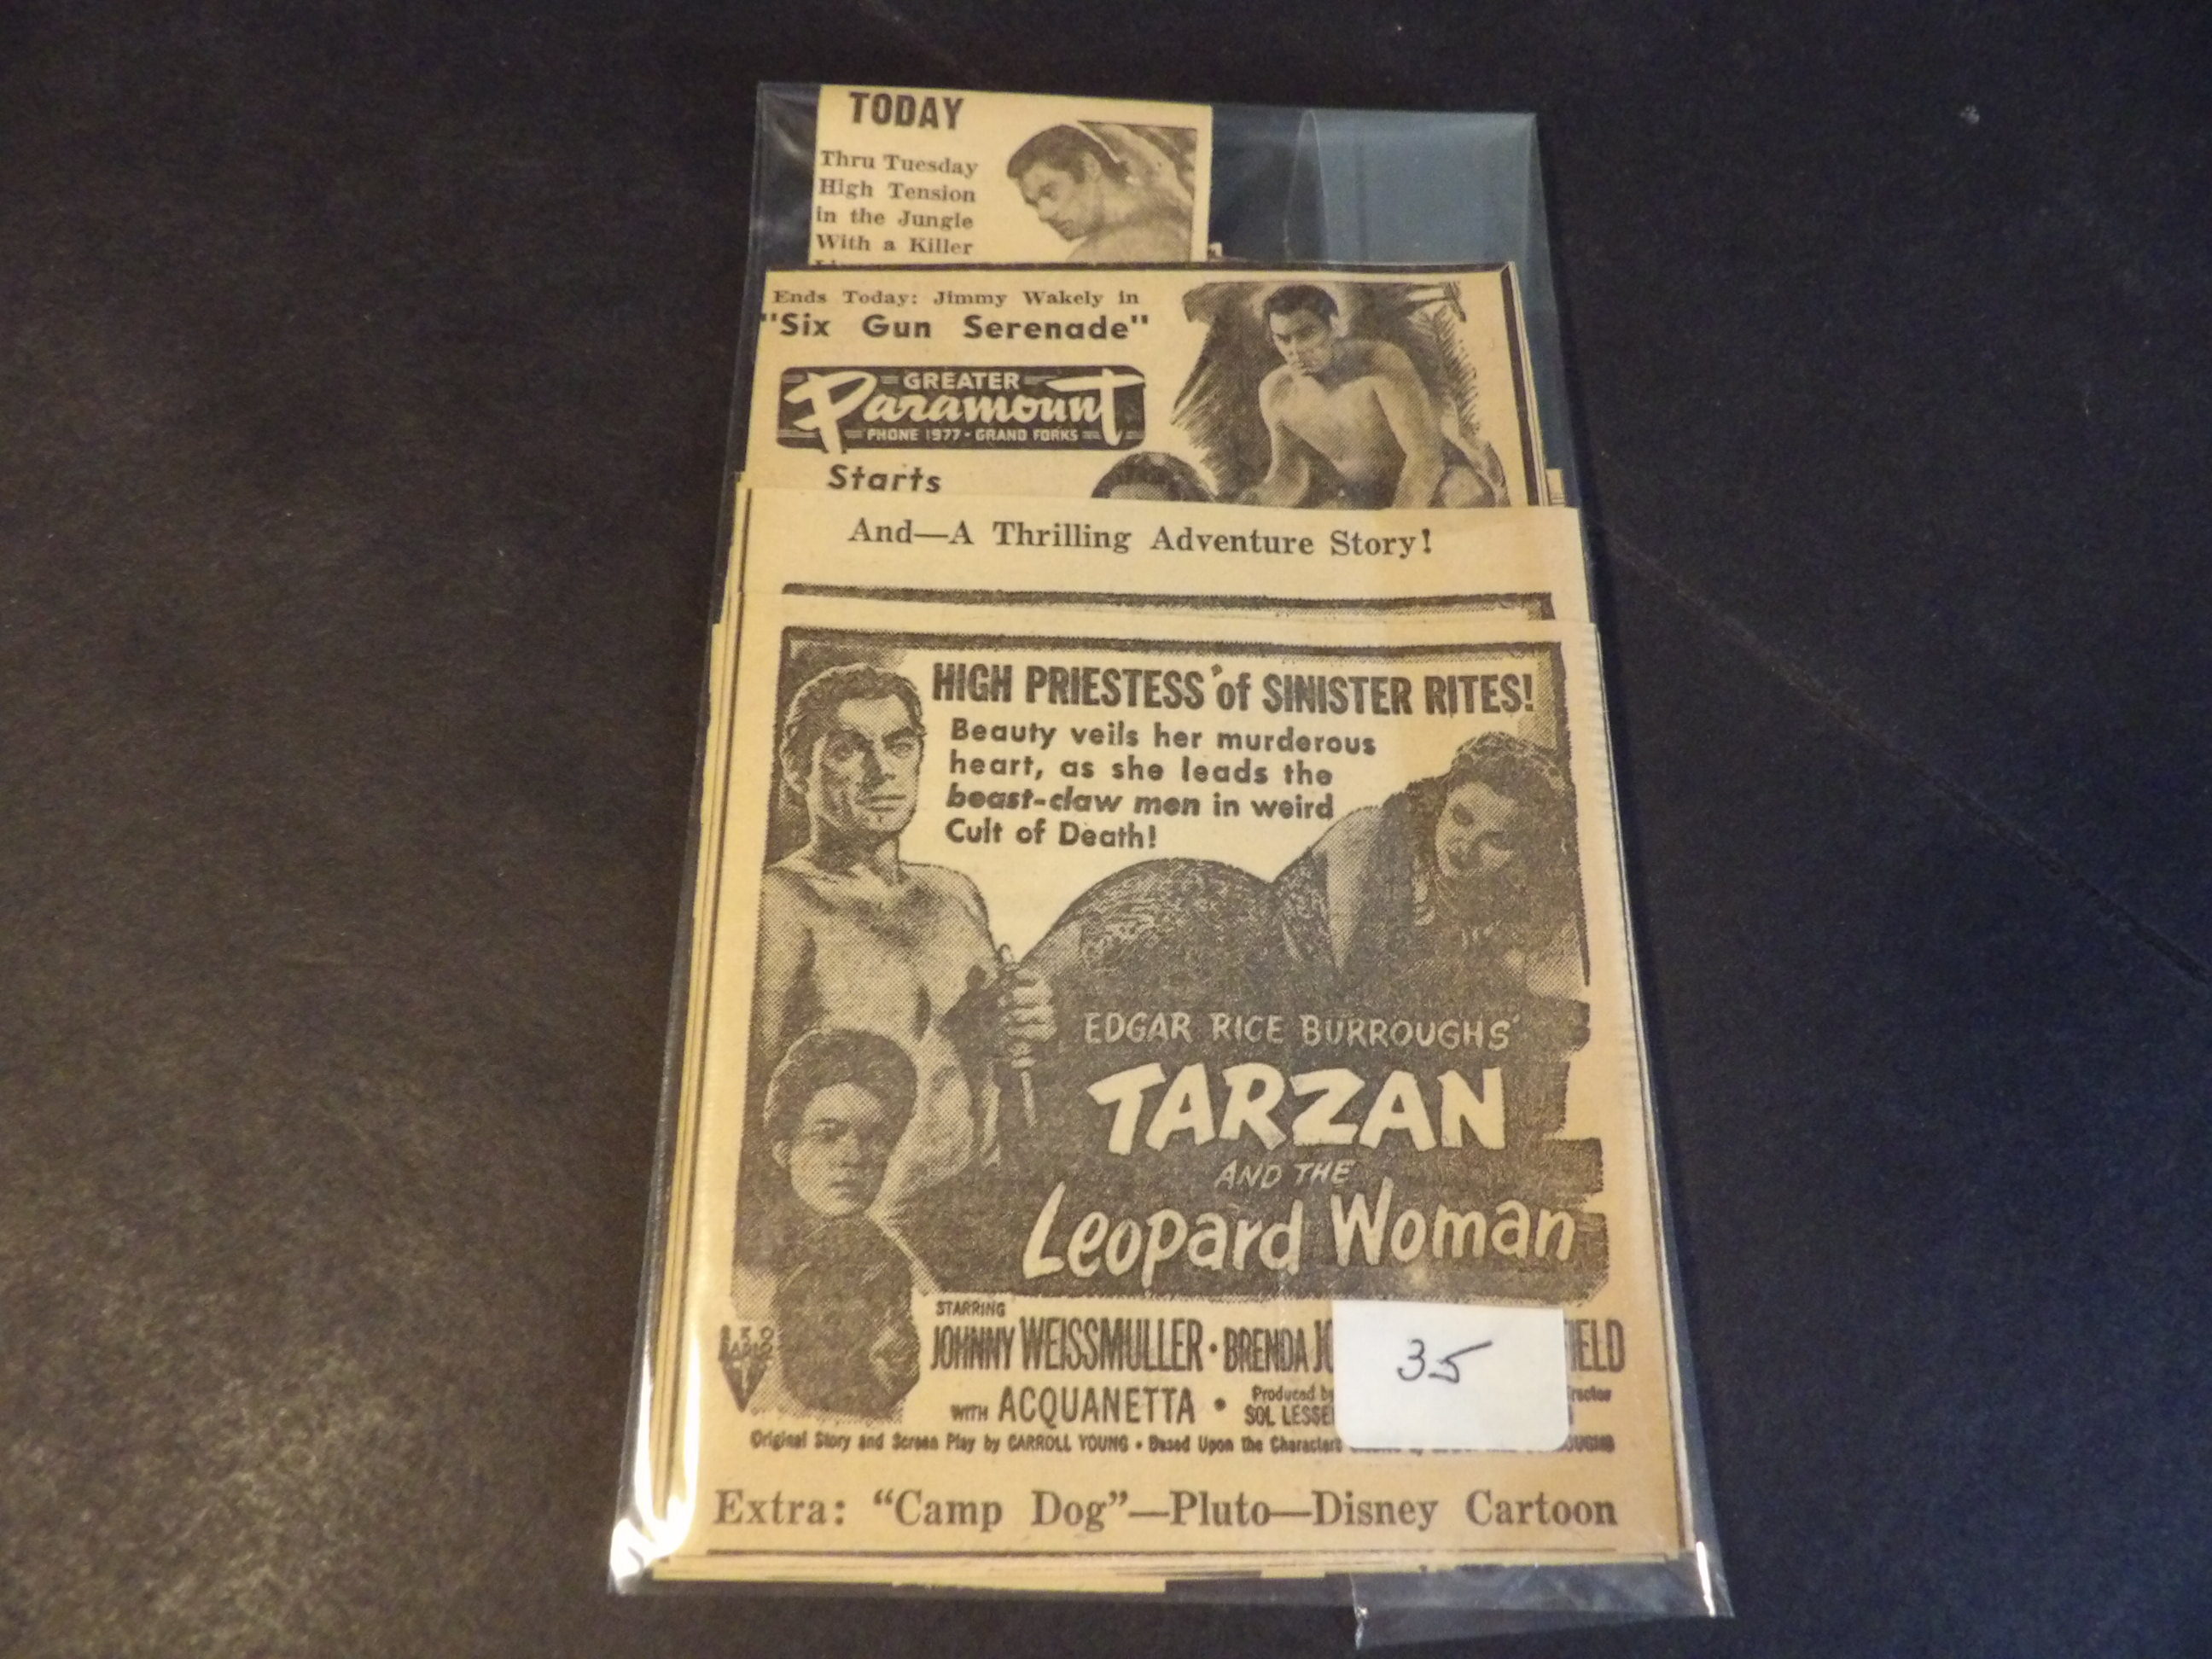 TODAY
Thru Tuesday
High Tension
in the Jungle
With a Killer
Ends Today: Jimmy Wakely in
"Six Gun Serenade"
GREATER
Paramount
PHONE 1977 - GRAND FORKS
Starts
And—A Thrilling Adventure Story!
HIGH PRIESTESS of SINISTER RITES!
Beauty veils her murderous
heart, as she leads the
beast-claw men in weird
Cult of Death!
EDGAR RICE BURROUGHS'
TARZAN
AND THE
Leopard Woman
STARRING
JOHNNY WEISSMULLER • BRENDA
WITH ACQUANETTA •
Produced by
SOL
35
RKO
RADIO
Original Story and Screen Play by CARROLL YOUNG • Based Upon the Characters
Extra: "Camp Dog"—Pluto—Disney Cartoon